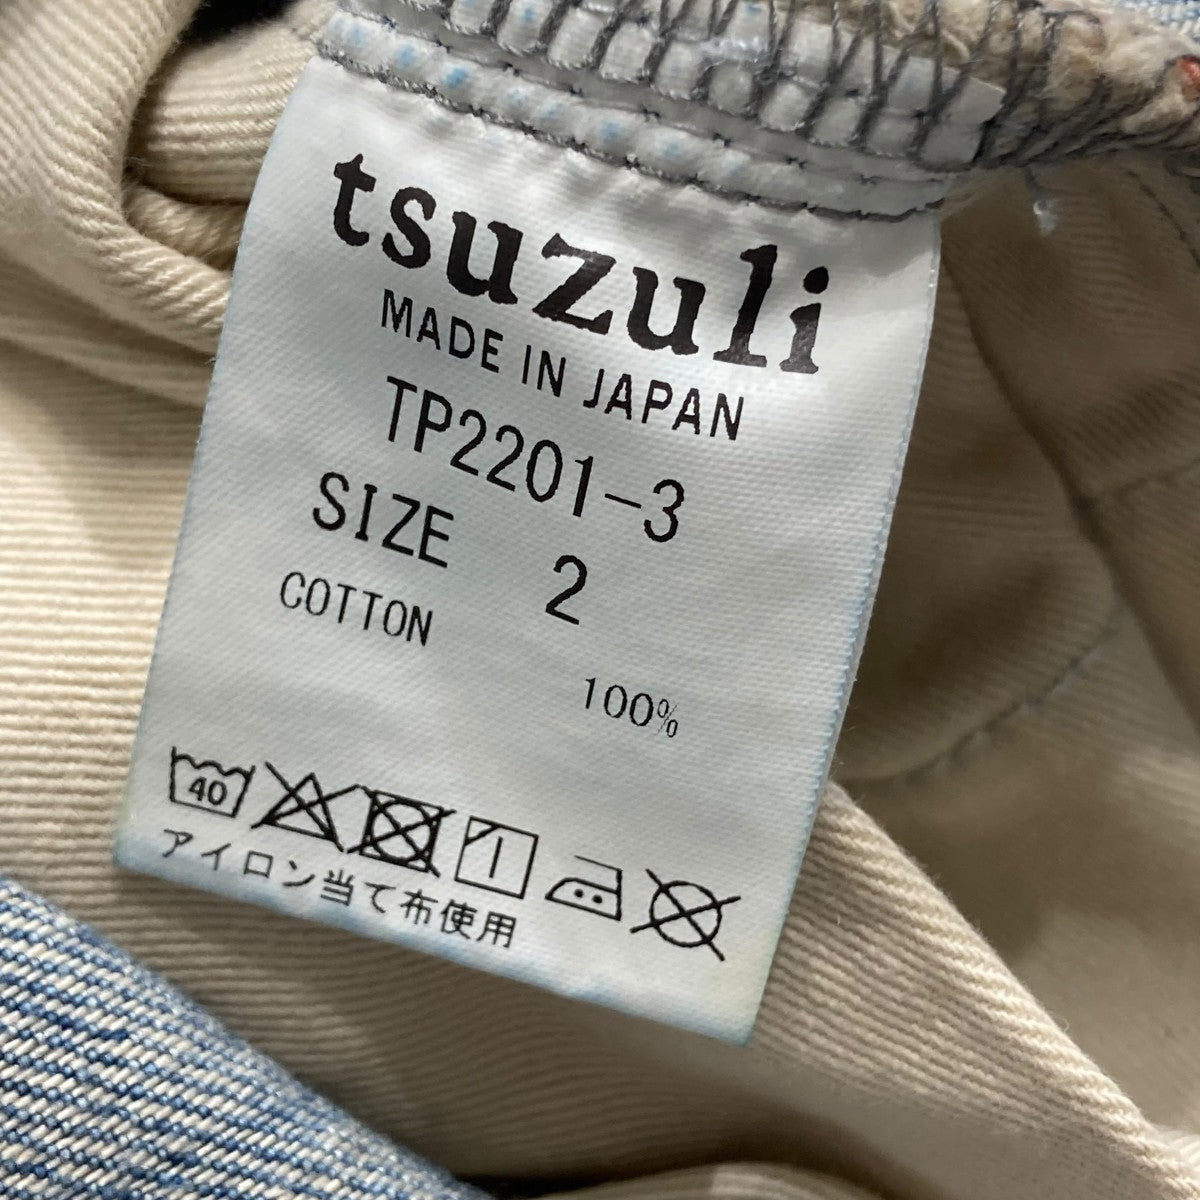 tsuzuli
MADE IN JAPAN
TP2201-3
SIZE 2
COTTON
100%
40
アイロン当て布使用